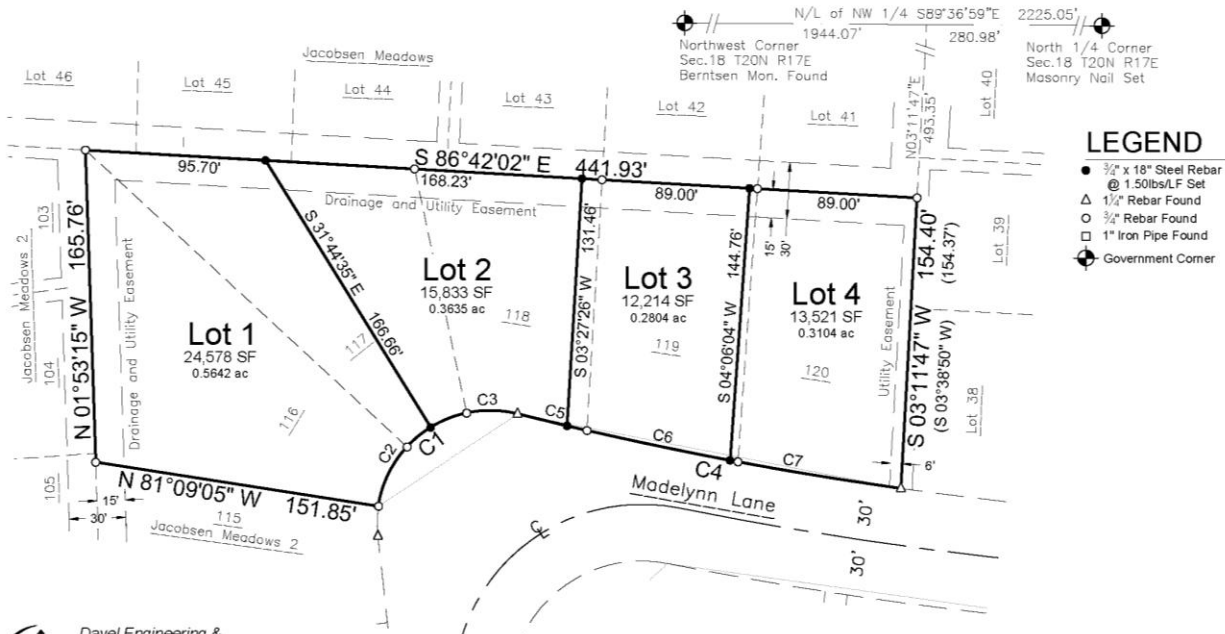 N/L of NW 1/4 S89°36'59"E 2225.05'
1944.07'
280.98'
Northwest Corner
Sec.18 T20N R17E
Berntsen Mon. Found
North 1/4 Corner
Sec.18 T20N R17E
Masonry Nail Set
Jacobsen Meadows
Lot 46
Lot 45
Lot 44
Lot 43
Lot 42
Lot 41
Lot 40
N03°11'47"E
493.35'
LEGEND
¾" x 18" Steel Rebar
@ 1.50lbs/LF Set
1¼" Rebar Found
¾" Rebar Found
1" Iron Pipe Found
Government Corner
S 86°42'02" E 441.93'
95.70'
168.23'
89.00'
89.00'
Drainage and Utility Easement
15'
30'
103
Jacobsen Meadows 2
104
105
N 01°53'15" W 165.76'
Drainage and Utility Easement
S 31°44'35" E 166.66'
S 03°27'26" W 131.46'
S 04°06'04" W 144.76'
Utility Easement
S 03°11'47" W 154.40'
(S 03°38'50" W) (154.37')
Lot 39
Lot 38
Lot 1
24,578 SF
0.5642 ac
Lot 2
15,833 SF
0.3635 ac
Lot 3
12,214 SF
0.2804 ac
Lot 4
13,521 SF
0.3104 ac
116
117
118
119
120
C1
C2
C3
C4
C5
C6
C7
6'
N 81°09'05" W 151.85'
15'
30'
115
Jacobsen Meadows 2
Madelynn Lane
30'
30'
CL
Davel Engineering &